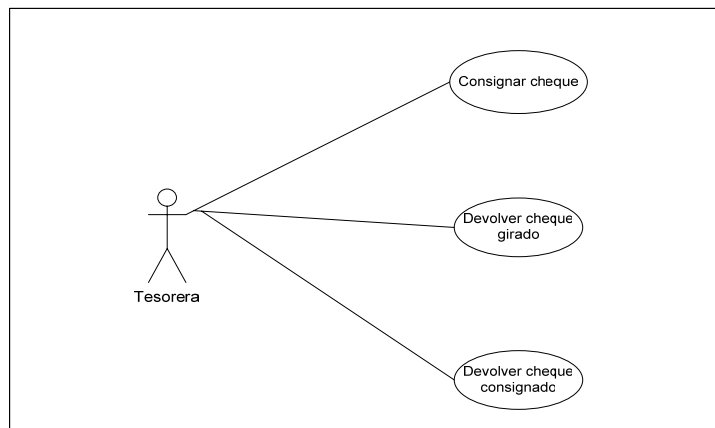 Consignar cheque
Devolver cheque
girado
Tesorera
Devolver cheque
consignado